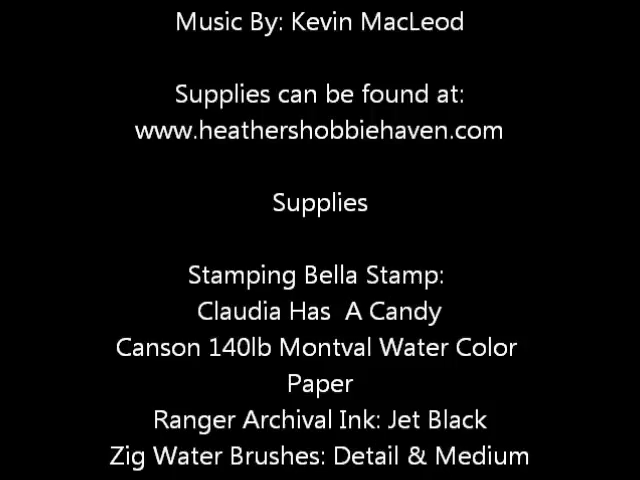 Music By: Kevin MacLeod
Supplies can be found at:
www.heathershobbiehaven.com
Supplies
Stamping Bella Stamp:
Claudia Has  A Candy
Canson 140lb Montval Water Color
Paper
Ranger Archival Ink: Jet Black
Zig Water Brushes: Detail & Medium